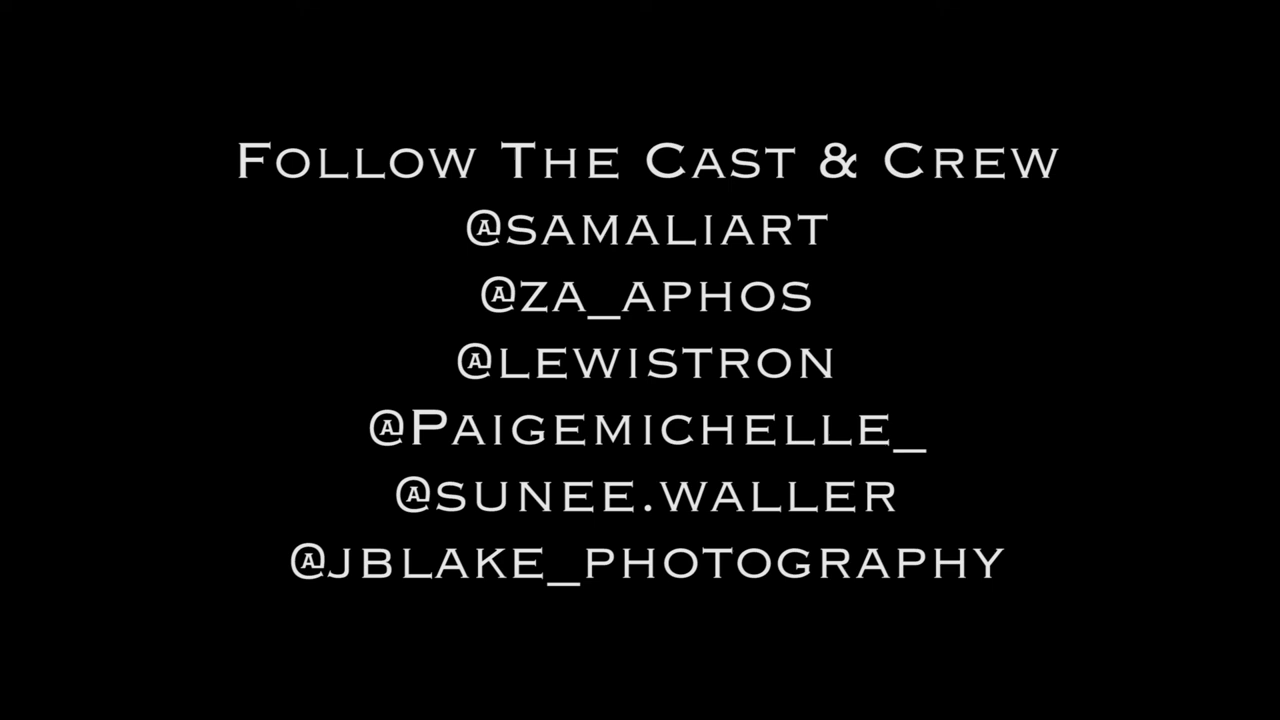 Follow The Cast & Crew
@samaliart
@za_aphos
@lewistron
@Paigemichelle_
@sunee.waller
@jblake_photography